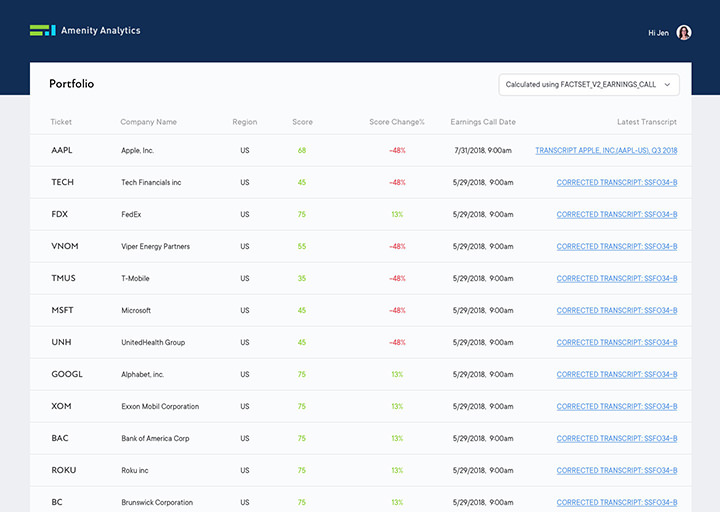 Amenity Analytics
Hi Jen
Portfolio
Calculated using FACTSET_V2_EARNINGS_CALL
Ticket Company Name Region Score Score Change% Earnings Call Date Latest Transcript
AAPL Apple, Inc. US 68 -48% 7/31/2018, 9:00am TRANSCRIPT APPLE, INC.(AAPL-US), Q3 2018
TECH Tech Financials inc US 45 -48% 5/29/2018, 9:00am CORRECTED TRANSCRIPT: SSFO34-B
FDX FedEx US 75 13% 5/29/2018, 9:00am CORRECTED TRANSCRIPT: SSFO34-B
VNOM Viper Energy Partners US 55 -48% 5/29/2018, 9:00am CORRECTED TRANSCRIPT: SSFO34-B
TMUS T-Mobile US 35 -48% 5/29/2018, 9:00am CORRECTED TRANSCRIPT: SSFO34-B
MSFT Microsoft US 45 -48% 5/29/2018, 9:00am CORRECTED TRANSCRIPT: SSFO34-B
UNH UnitedHealth Group US 45 -48% 5/29/2018, 9:00am CORRECTED TRANSCRIPT: SSFO34-B
GOOGL Alphabet, inc. US 75 13% 5/29/2018, 9:00am CORRECTED TRANSCRIPT: SSFO34-B
XOM Exxon Mobil Corporation US 75 13% 5/29/2018, 9:00am CORRECTED TRANSCRIPT: SSFO34-B
BAC Bank of America Corp US 75 13% 5/29/2018, 9:00am CORRECTED TRANSCRIPT: SSFO34-B
ROKU Roku inc US 75 13% 5/29/2018, 9:00am CORRECTED TRANSCRIPT: SSFO34-B
BC Brunswick Corporation US 75 13% 5/29/2018, 9:00am CORRECTED TRANSCRIPT: SSFO34-B